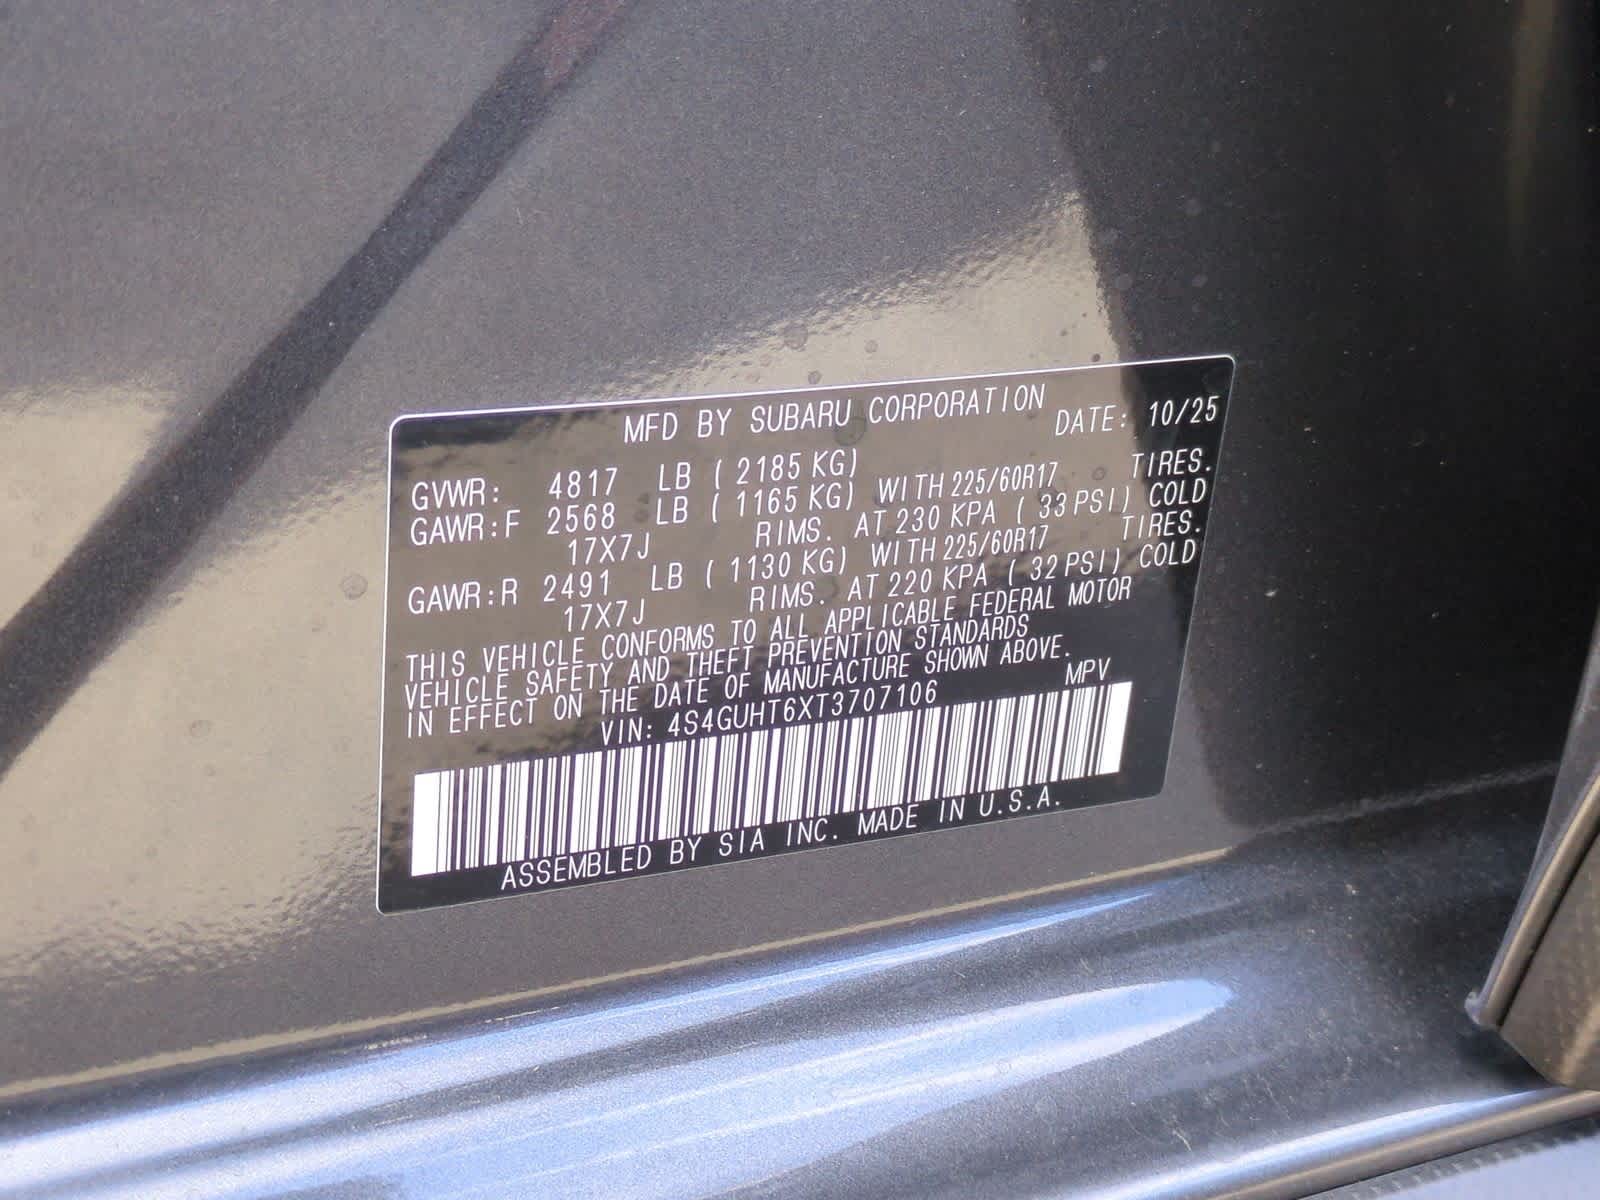 MFD BY SUBARU CORPORATION DATE: 10/25
GVWR: 4817 LB ( 2185 KG)
GAWR:F 2568 LB ( 1165 KG) WITH 225/60R17 TIRES.
17X7J RIMS. AT 230 KPA ( 33 PSI) COLD
GAWR:R 2491 LB ( 1130 KG) WITH 225/60R17 TIRES.
17X7J RIMS. AT 220 KPA ( 32 PSI) COLD
THIS VEHICLE CONFORMS TO ALL APPLICABLE FEDERAL MOTOR
VEHICLE SAFETY AND THEFT PREVENTION STANDARDS
IN EFFECT ON THE DATE OF MANUFACTURE SHOWN ABOVE.
VIN: 4S4GUHT6XT3707106 MPV
ASSEMBLED BY SIA INC. MADE IN U.S.A.